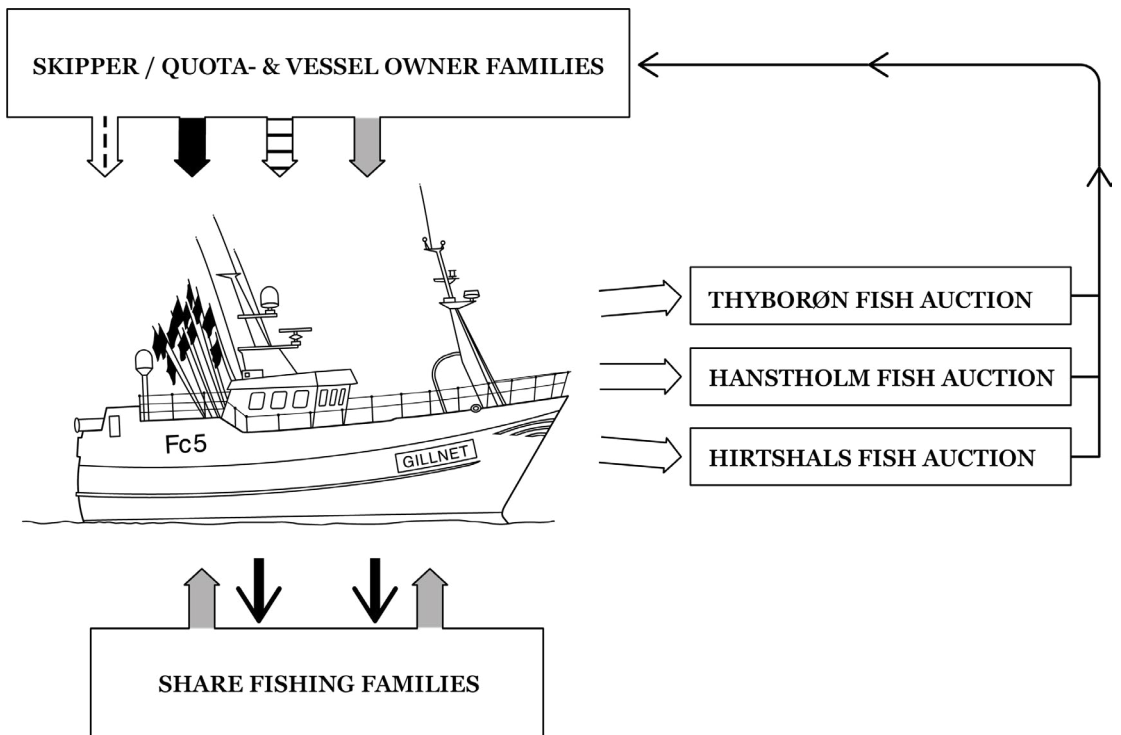 SKIPPER / QUOTA- & VESSEL OWNER FAMILIES
THYBORØN FISH AUCTION
HANSTHOLM FISH AUCTION
HIRTSHALS FISH AUCTION
Fc5
GILLNET
SHARE FISHING FAMILIES